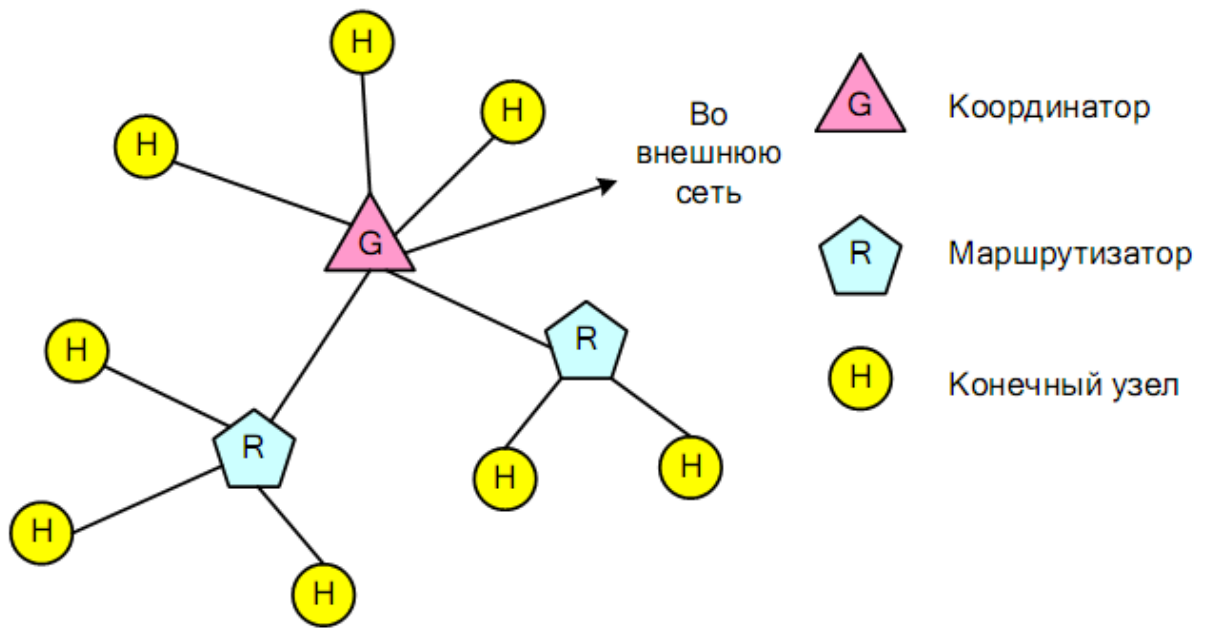 H
H
H
Во
внешнюю
сеть
G
Координатор
G
R
Маршрутизатор
R
H
H
Конечный узел
R
H
H
H
H